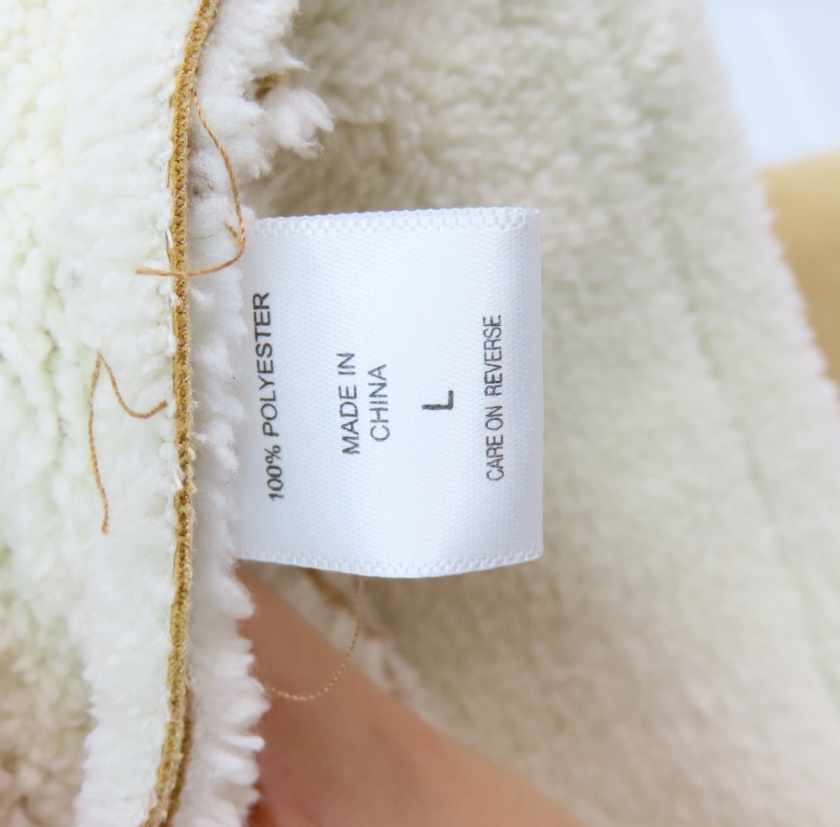 100% POLYESTER
MADE IN
CHINA
L
CARE ON REVERSE